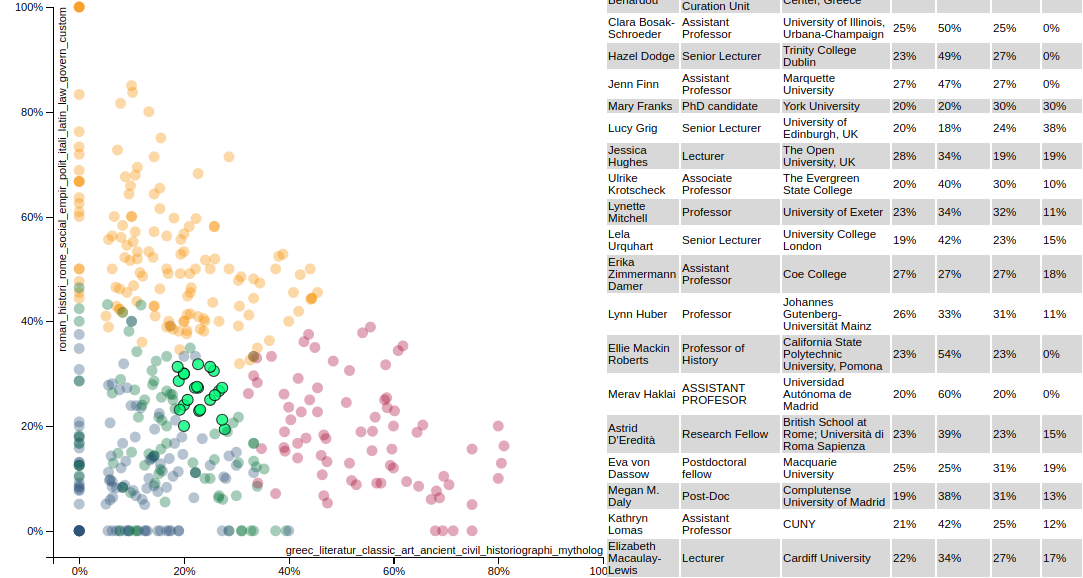 100%
80%
60%
40%
20%
0%
roman_histori_rome_social_empir_polit_itali_latin_law_govern_custom
greec_literatur_classic_art_ancient_civil_historiographi_mytholog
0%
20%
40%
60%
80%
100
Curation Unit
Center, Greece
Clara Bosak-
Schroeder
Assistant
Professor
University of Illinois,
Urbana-Champaign
25% 50% 25% 0%
Hazel Dodge
Senior Lecturer
Trinity College
Dublin
23% 49% 27% 0%
Jenn Finn
Assistant
Professor
Marquette
University
27% 47% 27% 0%
Mary Franks
PhD candidate
York University
20% 20% 30% 30%
Lucy Grig
Senior Lecturer
University of
Edinburgh, UK
20% 18% 24% 38%
Jessica
Hughes
Lecturer
The Open
University, UK
28% 34% 19% 19%
Ulrike
Krotscheck
Associate
Professor
The Evergreen
State College
20% 40% 30% 10%
Lynette
Mitchell
Professor
University of Exeter
23% 34% 32% 11%
Lela
Urquhart
Senior Lecturer
University College
London
19% 42% 23% 15%
Erika
Zimmermann
Damer
Assistant
Professor
Coe College
27% 27% 27% 18%
Lynn Huber
Professor
Johannes
Gutenberg-
Universität Mainz
26% 33% 31% 11%
Ellie Mackin
Roberts
Professor of
History
California State
Polytechnic
University, Pomona
23% 54% 23% 0%
Merav Haklai
ASSISTANT
PROFESOR
Universidad
Autónoma de
Madrid
20% 60% 20% 0%
Astrid
D'Eredità
Research Fellow
British School at
Rome; Università di
Roma Sapienza
23% 39% 23% 15%
Eva von
Dassow
Postdoctoral
fellow
Macquarie
University
25% 25% 31% 19%
Megan M.
Daly
Post-Doc
Complutense
University of Madrid
19% 38% 31% 13%
Kathryn
Lomas
Assistant
Professor
CUNY
21% 42% 25% 12%
Elizabeth
Macaulay-
Lewis
Lecturer
Cardiff University
22% 34% 27% 17%